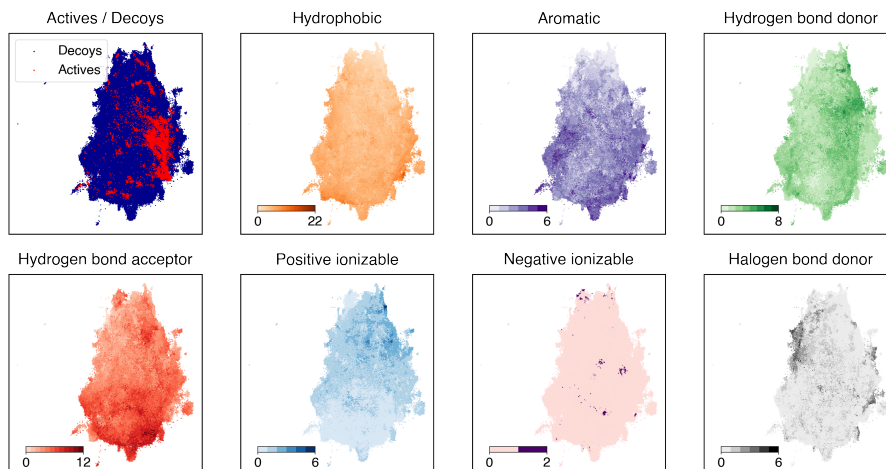 Actives / Decoys
Hydrophobic
Aromatic
Hydrogen bond donor
Decoys
Actives
0 22
0 6
0 8
Hydrogen bond acceptor
Positive ionizable
Negative ionizable
Halogen bond donor
0 12
0 6
0 2
0 6